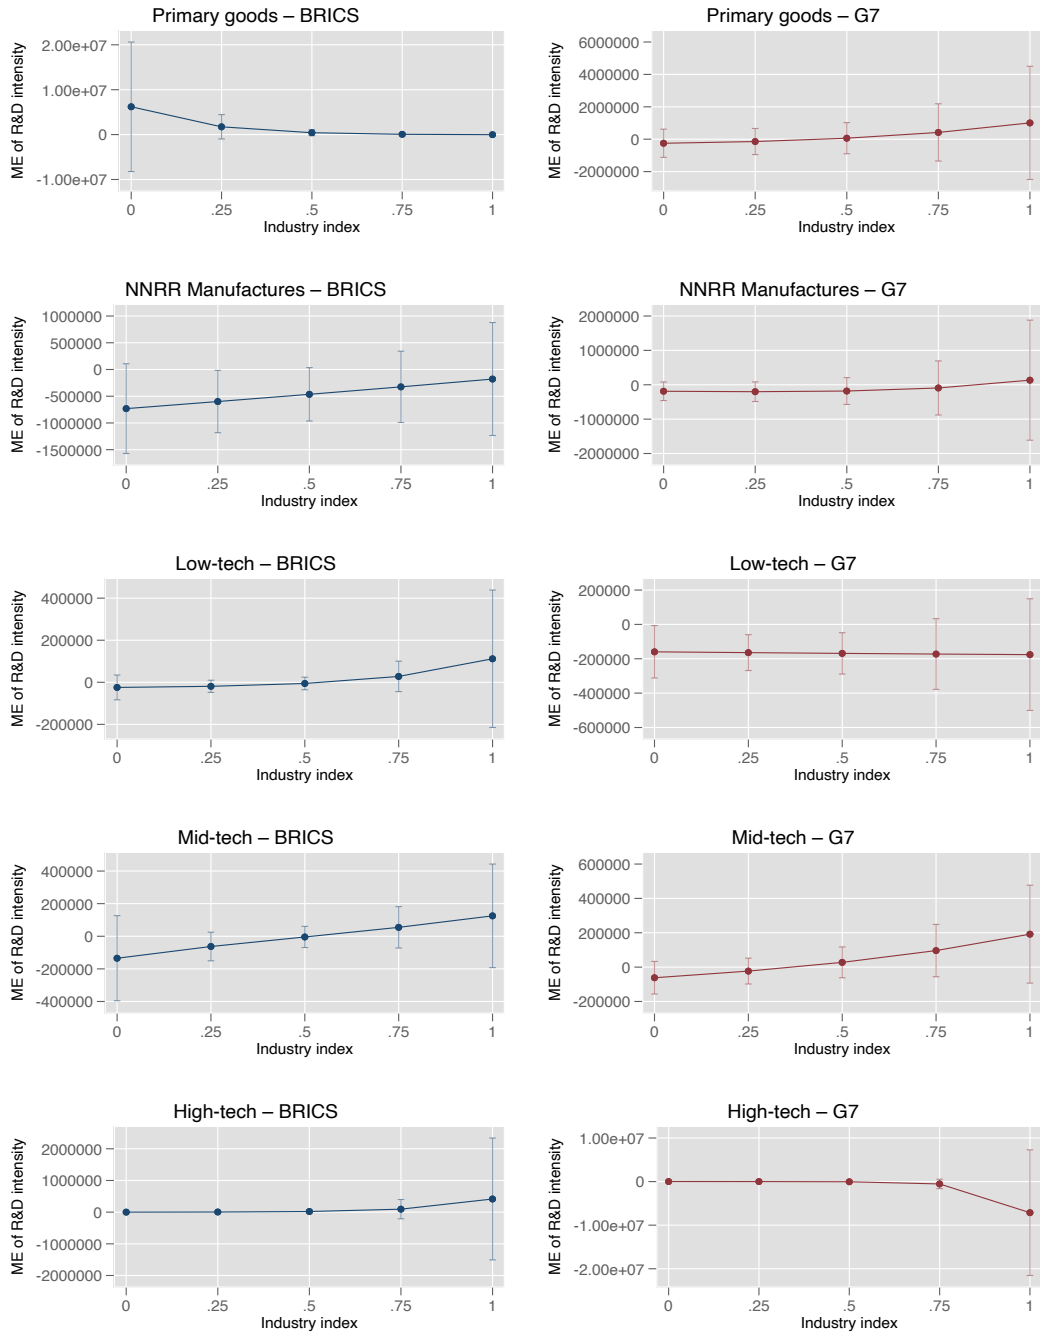 Primary goods – BRICS
ME of R&D intensity
2.00e+07
1.00e+07
0
-1.00e+07
0 .25 .5 .75 1
Industry index
Primary goods – G7
ME of R&D intensity
6000000
4000000
2000000
0
-2000000
0 .25 .5 .75 1
Industry index
NNRR Manufactures – BRICS
ME of R&D intensity
1000000
500000
0
-500000
-1000000
-1500000
0 .25 .5 .75 1
Industry index
NNRR Manufactures – G7
ME of R&D intensity
2000000
1000000
0
-1000000
-2000000
0 .25 .5 .75 1
Industry index
Low-tech – BRICS
ME of R&D intensity
400000
200000
0
-200000
0 .25 .5 .75 1
Industry index
Low-tech – G7
ME of R&D intensity
200000
0
-200000
-400000
-600000
0 .25 .5 .75 1
Industry index
Mid-tech – BRICS
ME of R&D intensity
400000
200000
0
-200000
-400000
0 .25 .5 .75 1
Industry index
Mid-tech – G7
ME of R&D intensity
600000
400000
200000
0
-200000
0 .25 .5 .75 1
Industry index
High-tech – BRICS
ME of R&D intensity
2000000
1000000
0
-1000000
-2000000
0 .25 .5 .75 1
Industry index
High-tech – G7
ME of R&D intensity
1.00e+07
0
-1.00e+07
-2.00e+07
0 .25 .5 .75 1
Industry index